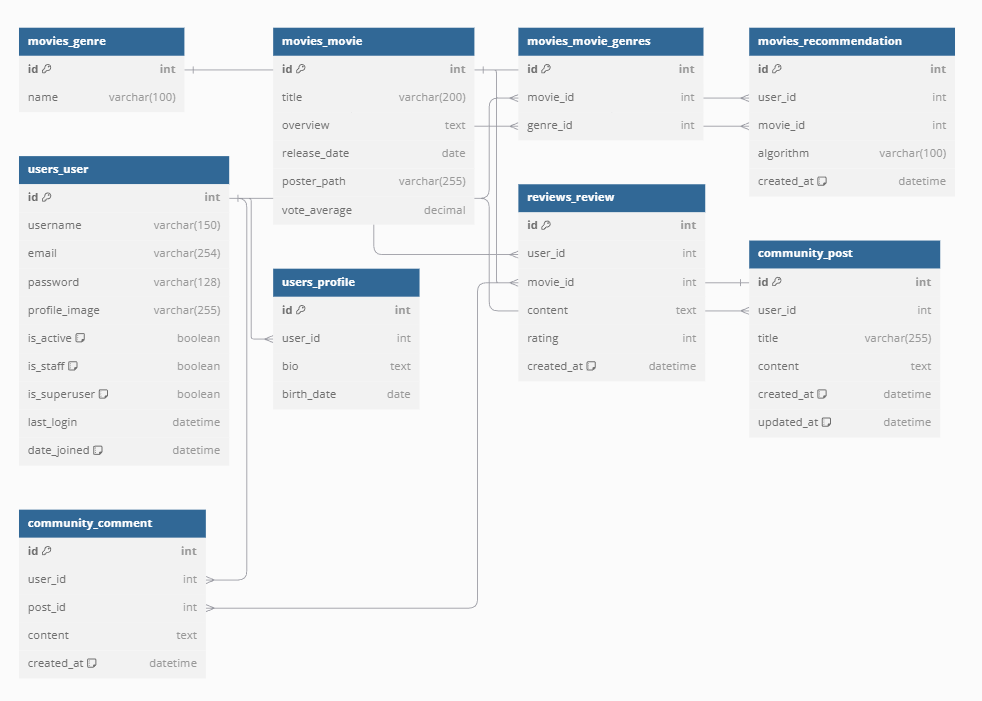 movies_genre
id int
name varchar(100)
movies_movie
id int
title varchar(200)
overview text
release_date date
poster_path varchar(255)
vote_average decimal
movies_movie_genres
id int
movie_id int
genre_id int
movies_recommendation
id int
user_id int
movie_id int
algorithm varchar(100)
created_at datetime
users_user
id int
username varchar(150)
email varchar(254)
password varchar(128)
profile_image varchar(255)
is_active boolean
is_staff boolean
is_superuser boolean
last_login datetime
date_joined datetime
users_profile
id int
user_id int
bio text
birth_date date
reviews_review
id int
user_id int
movie_id int
content text
rating int
created_at datetime
community_post
id int
user_id int
title varchar(255)
content text
created_at datetime
updated_at datetime
community_comment
id int
user_id int
post_id int
content text
created_at datetime